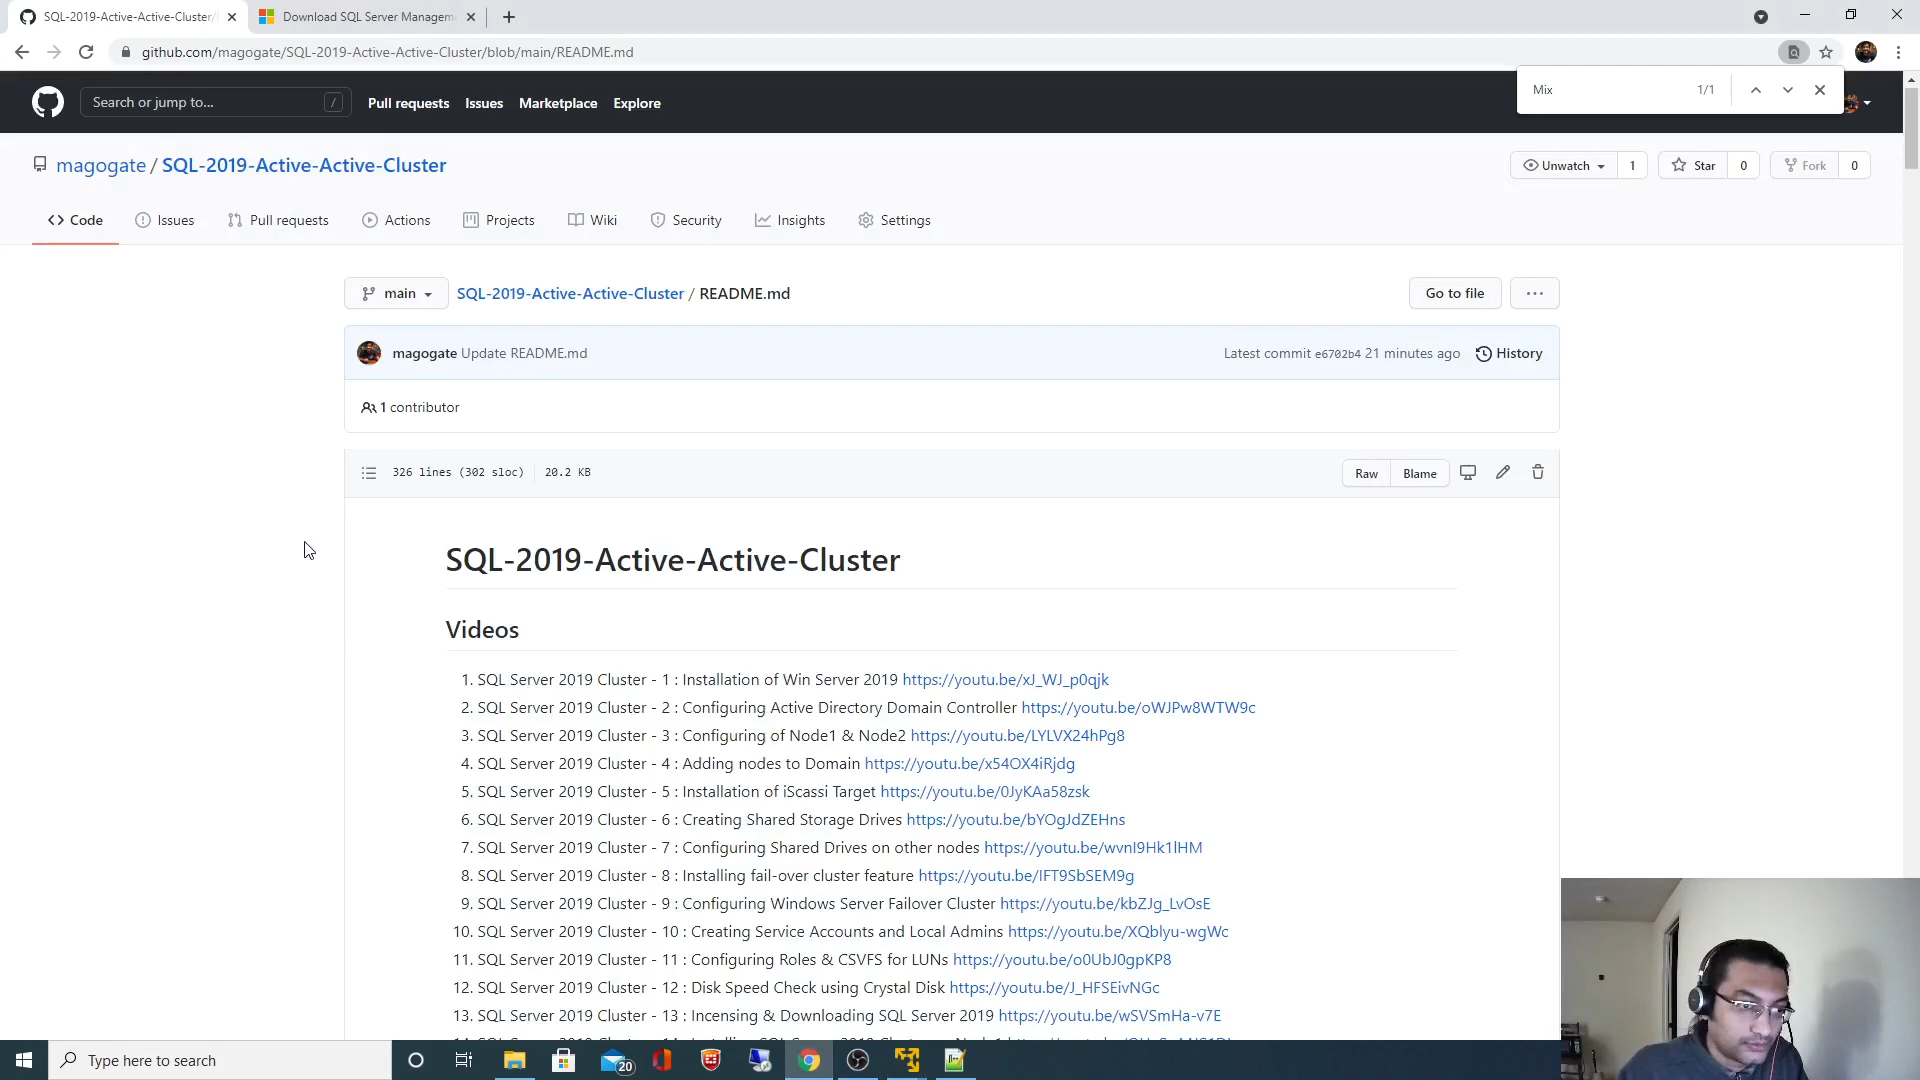 SQL-2019-Active-Active-Cluster/
Download SQL Server Managem
github.com/magogate/SQL-2019-Active-Active-Cluster/blob/main/README.md
Mix 1/1
Search or jump to... /
Pull requests Issues Marketplace Explore
magogate / SQL-2019-Active-Active-Cluster
Unwatch 1 Star 0 Fork 0
Code Issues Pull requests Actions Projects Wiki Security Insights Settings
main SQL-2019-Active-Active-Cluster / README.md Go to file
magogate Update README.md Latest commit e6702b4 21 minutes ago History
1 contributor
326 lines (302 sloc) 20.2 KB Raw Blame
SQL-2019-Active-Active-Cluster
Videos
1. SQL Server 2019 Cluster - 1 : Installation of Win Server 2019 https://youtu.be/xJ_WJ_p0qjk
2. SQL Server 2019 Cluster - 2 : Configuring Active Directory Domain Controller https://youtu.be/oWJPw8WTW9c
3. SQL Server 2019 Cluster - 3 : Configuring of Node1 & Node2 https://youtu.be/LYLVX24hPg8
4. SQL Server 2019 Cluster - 4 : Adding nodes to Domain https://youtu.be/x54OX4iRjdg
5. SQL Server 2019 Cluster - 5 : Installation of iScassi Target https://youtu.be/0JyKAa58zsk
6. SQL Server 2019 Cluster - 6 : Creating Shared Storage Drives https://youtu.be/bYOgJdZEHns
7. SQL Server 2019 Cluster - 7 : Configuring Shared Drives on other nodes https://youtu.be/wvnI9Hk1lHM
8. SQL Server 2019 Cluster - 8 : Installing fail-over cluster feature https://youtu.be/IFT9SbSEM9g
9. SQL Server 2019 Cluster - 9 : Configuring Windows Server Failover Cluster https://youtu.be/kbZJg_LvOsE
10. SQL Server 2019 Cluster - 10 : Creating Service Accounts and Local Admins https://youtu.be/XQblyu-wgWc
11. SQL Server 2019 Cluster - 11 : Configuring Roles & CSVFS for LUNs https://youtu.be/o0UbJ0gpKP8
12. SQL Server 2019 Cluster - 12 : Disk Speed Check using Crystal Disk https://youtu.be/J_HFSEivNGc
13. SQL Server 2019 Cluster - 13 : Incensing & Downloading SQL Server 2019 https://youtu.be/wSVSmHa-v7E
Type here to search
20